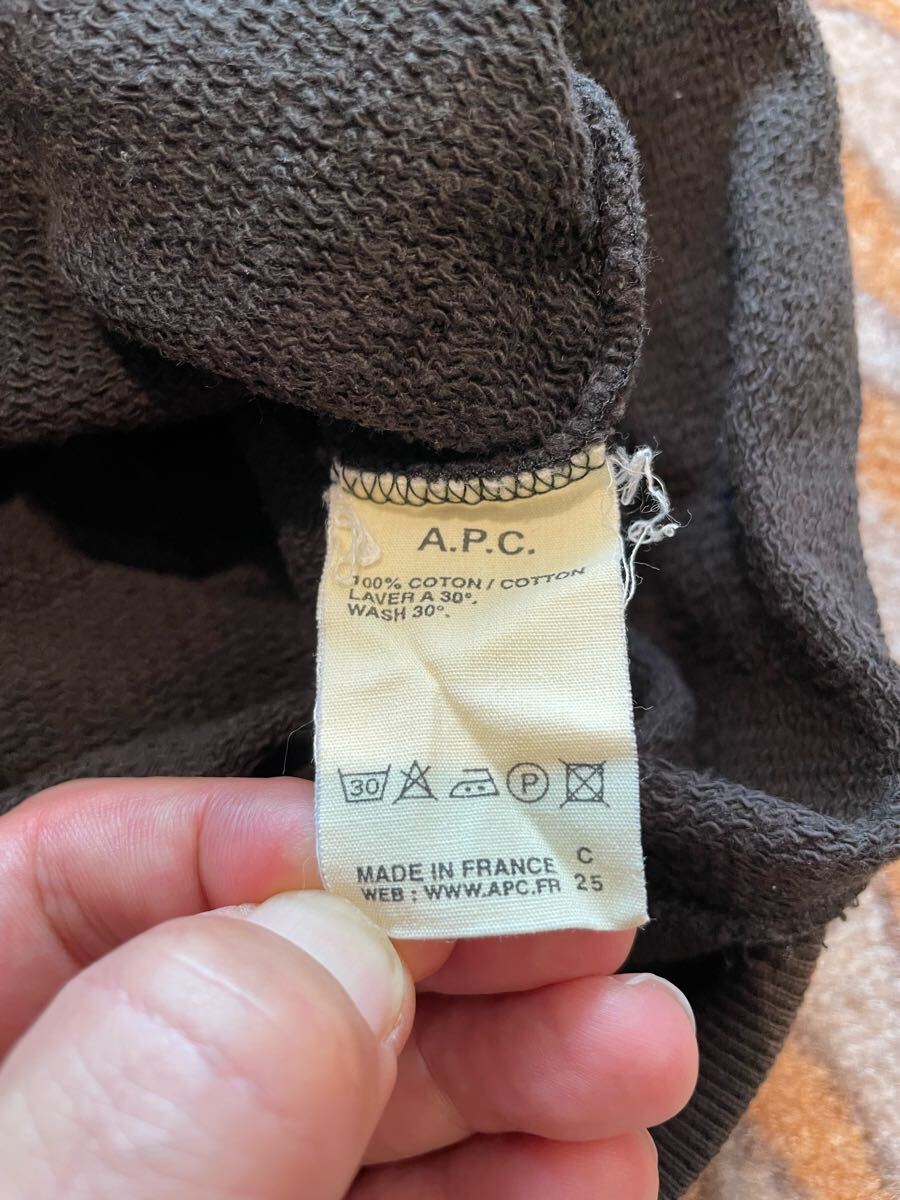 A.P.C.
100% COTON / COTTON
LAVER A 30°.
WASH 30°.
30 P
MADE IN FRANCE C
WEB : WWW.APC.FR 25